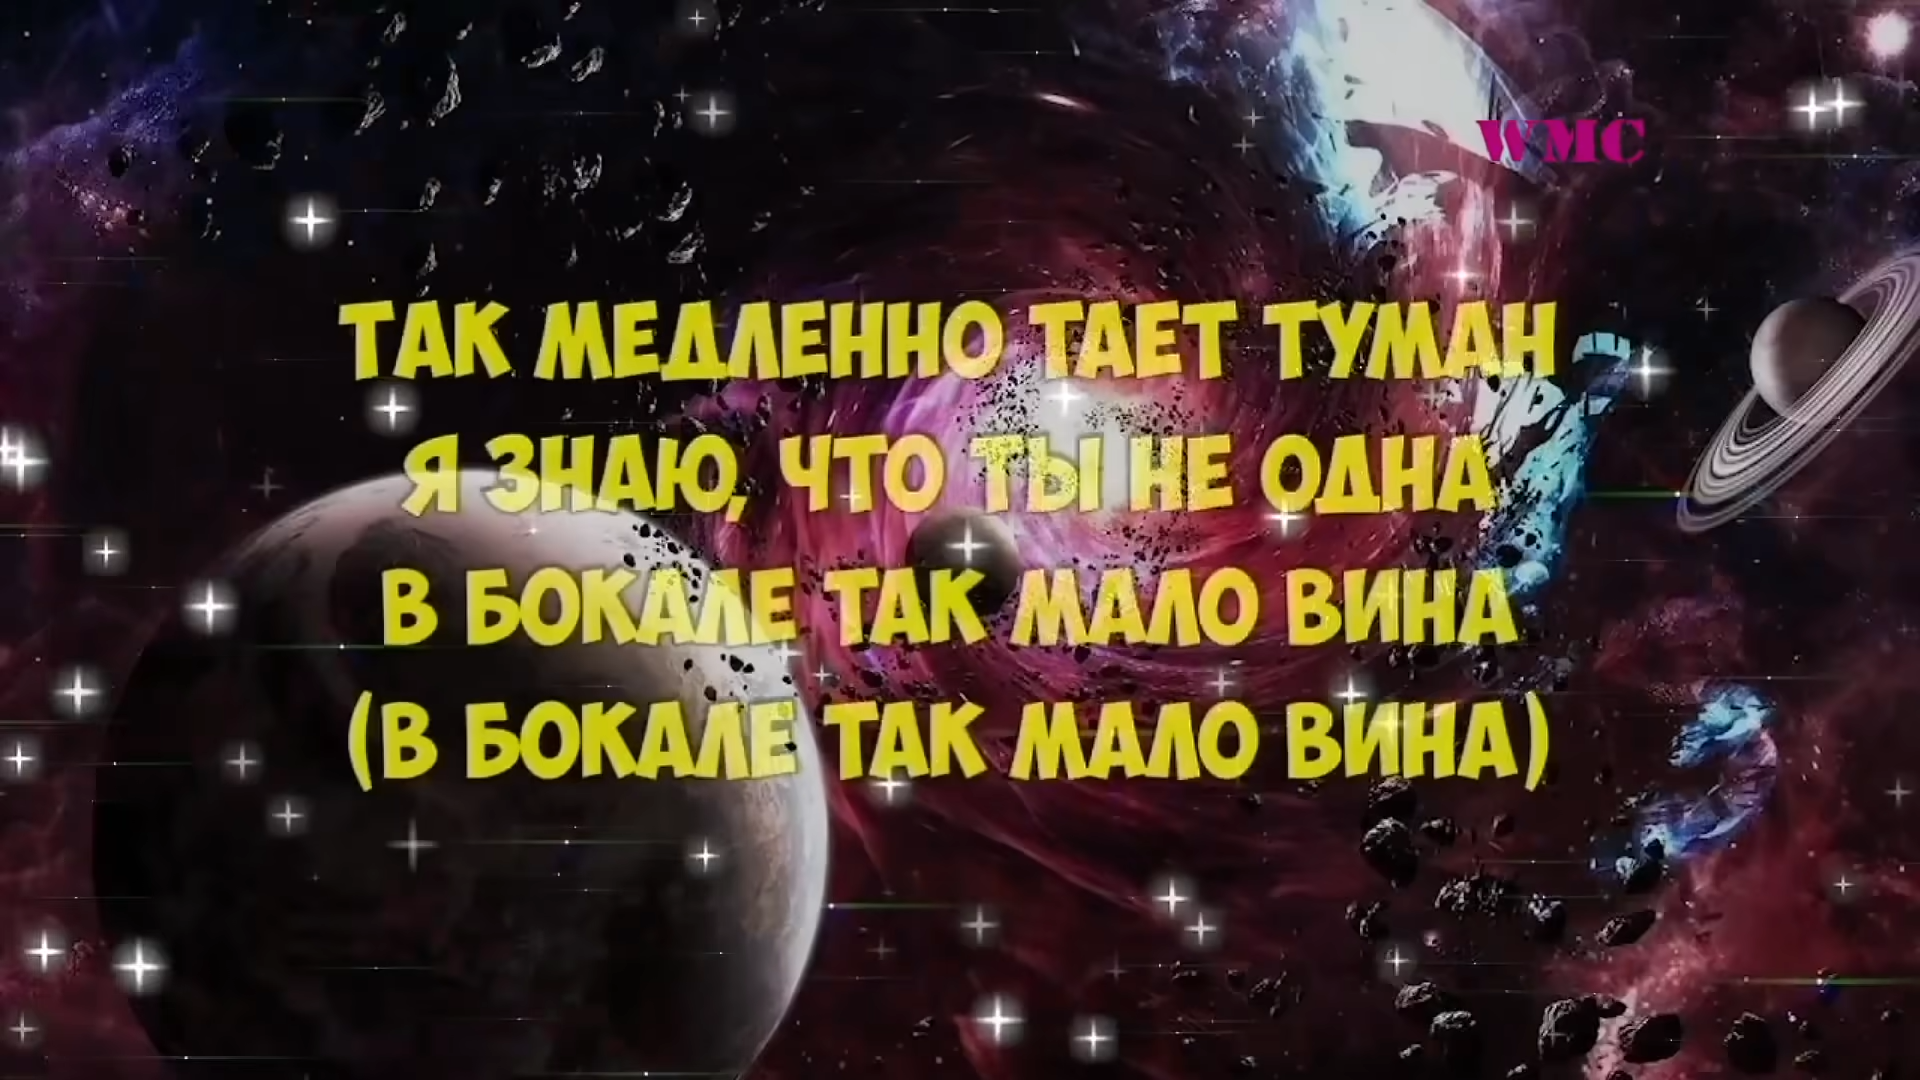 WMC
ТАК МЕДЛЕННО ТАЕТ ТУМАН
Я ЗНАЮ, ЧТО ТЫ НЕ ОДНА
В БОКАЛЕ ТАК МАЛО ВИНА
(В БОКАЛЕ ТАК МАЛО ВИНА)